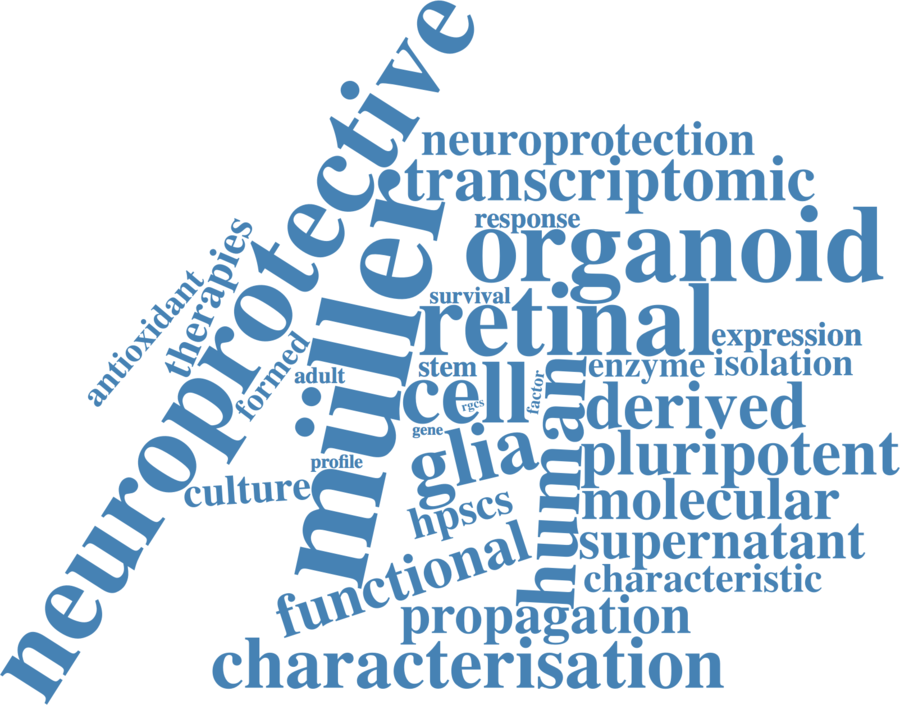 neuroprotective
neuroprotection
transcriptomic
response
organoid
müller
therapies
antioxidant
survival
retinal
expression
formed
adult
stem
enzyme
isolation
cell
rgcs
factor
human
derived
gene
glia
pluripotent
profile
culture
hpscs
molecular
functional
supernatant
characteristic
propagation
characterisation